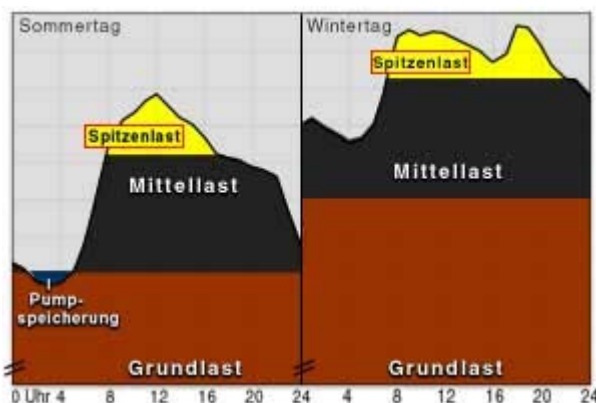 Sommertag
Wintertag
Spitzenlast
Spitzenlast
Mittellast
Mittellast
Pump-
speicherung
Grundlast
Grundlast
0 Uhr 4 8 12 16 20 24 4 8 12 16 20 24